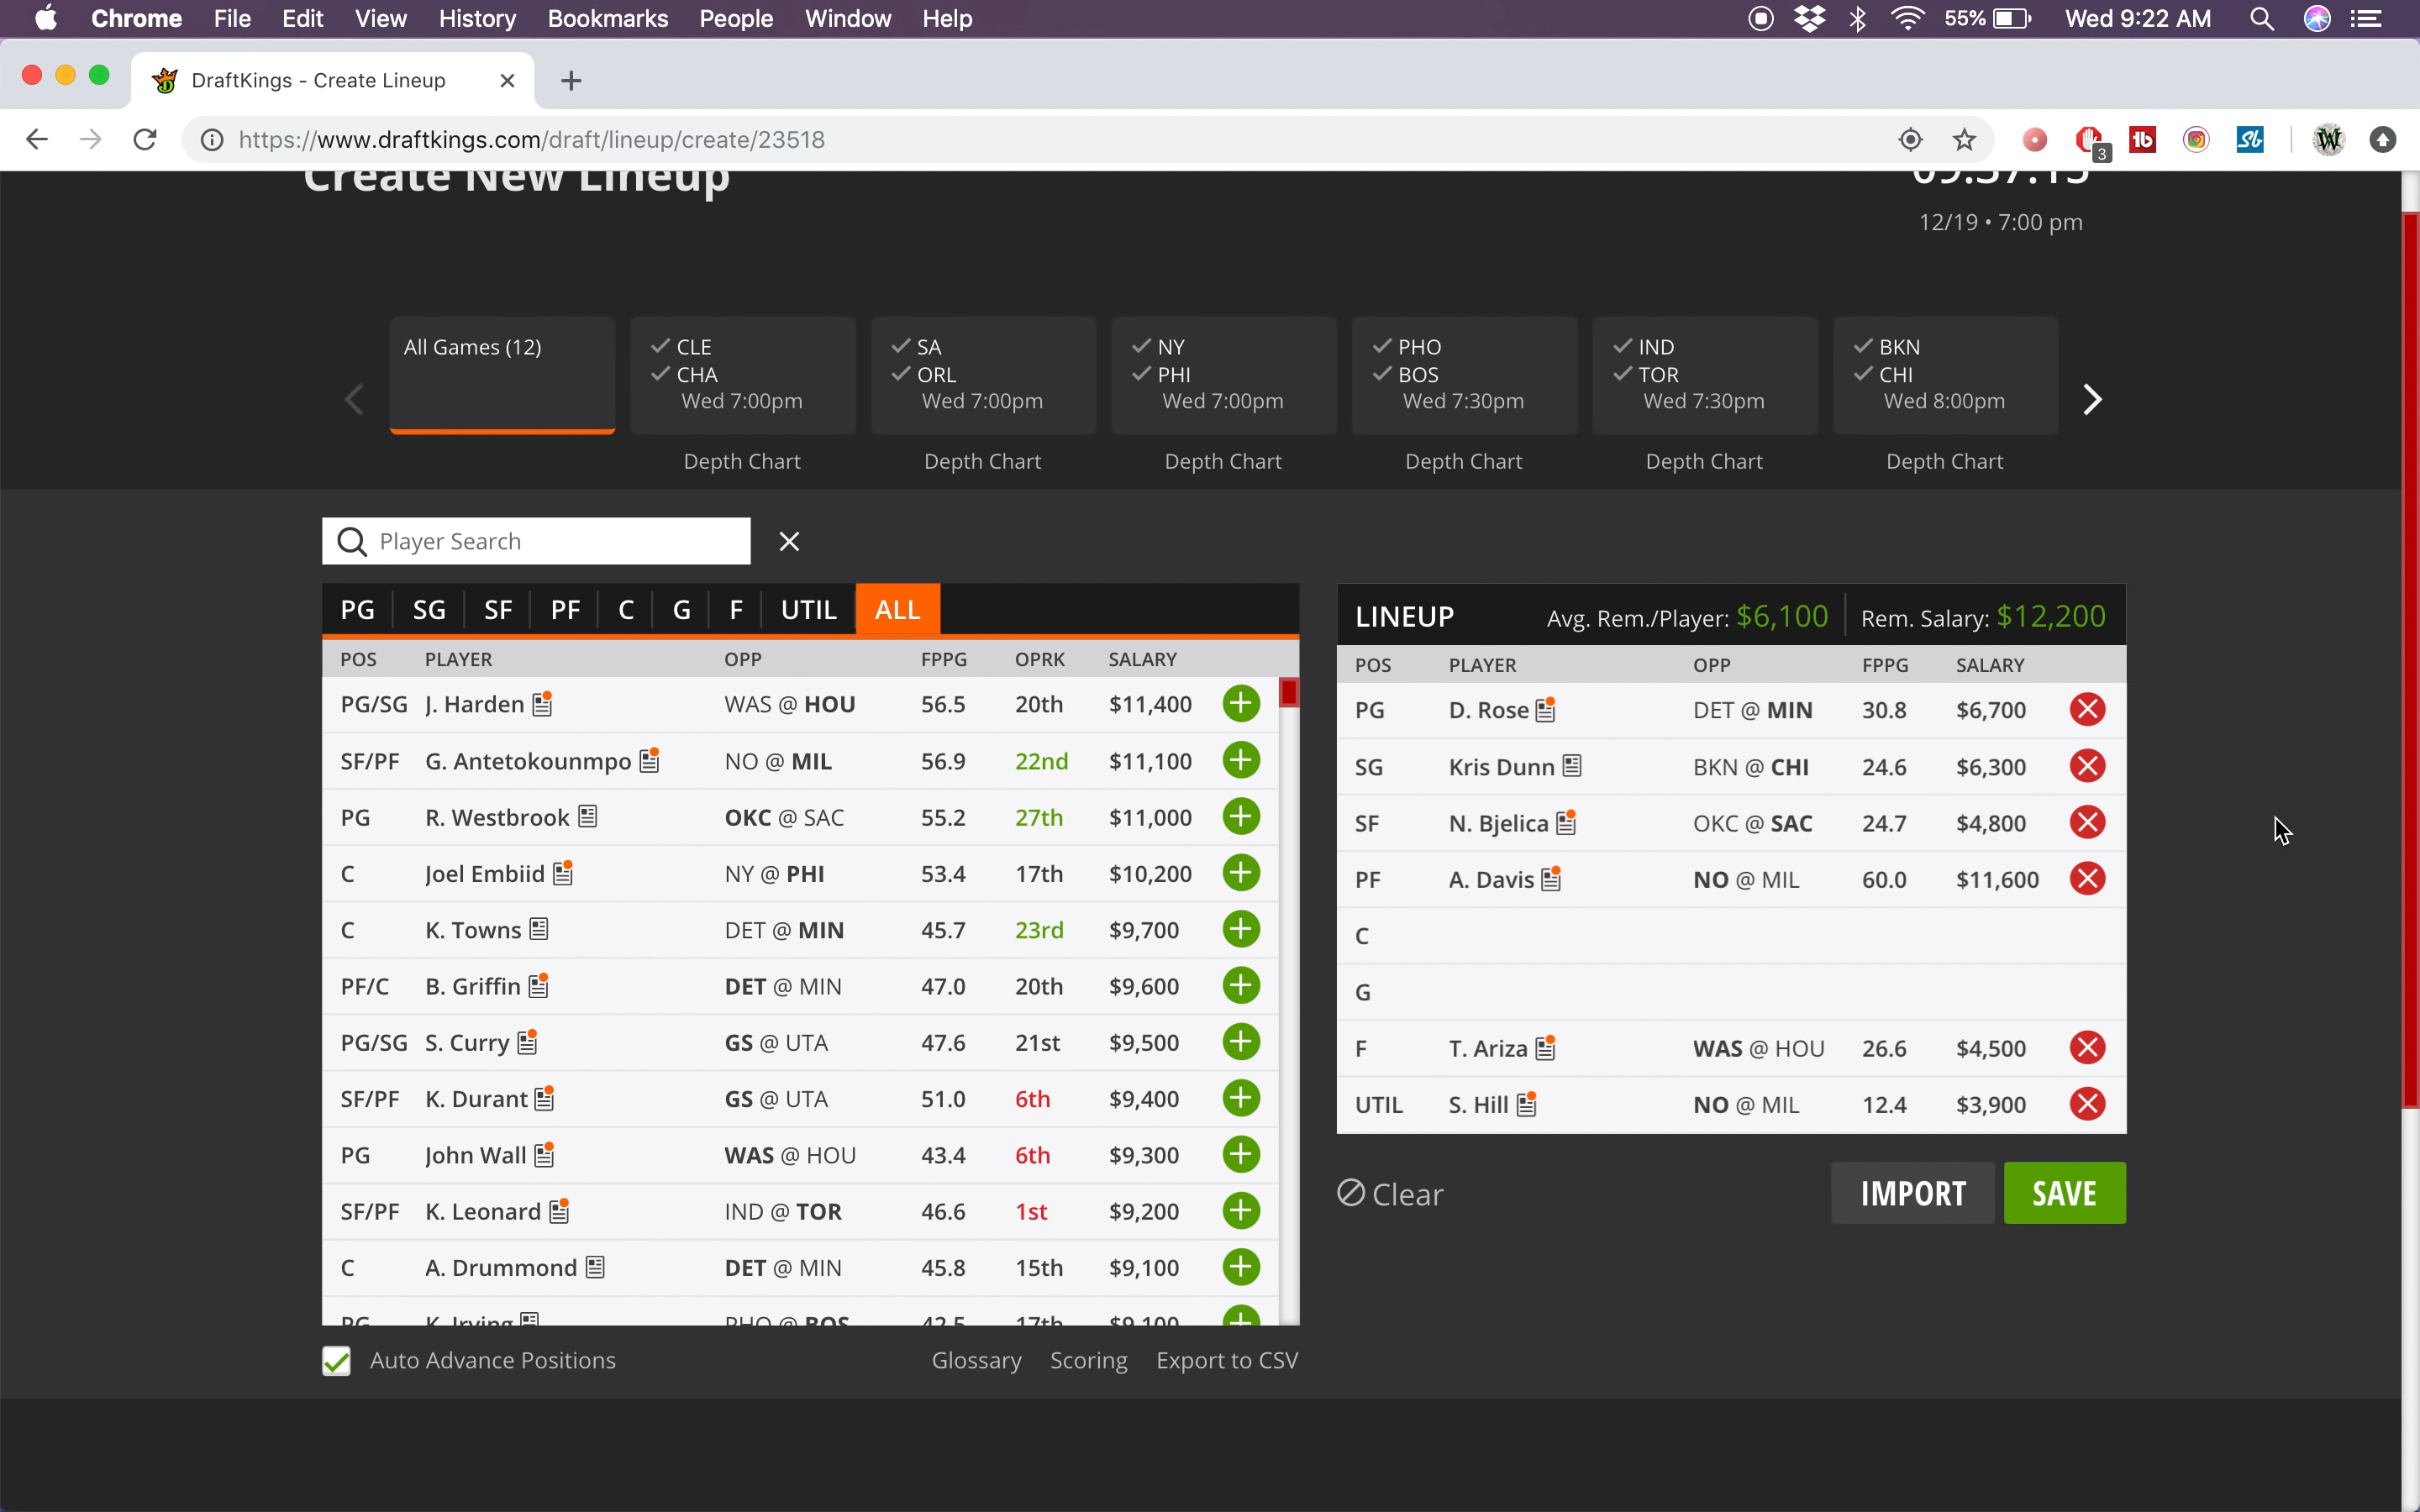 Chrome File Edit View History Bookmarks People Window Help 55% Wed 9:22 AM
DraftKings - Create Lineup
https://www.draftkings.com/draft/lineup/create/23518
3
Create New Lineup
12/19 • 7:00 pm
All Games (12)
CLE
CHA
Wed 7:00pm
Depth Chart
SA
ORL
Wed 7:00pm
Depth Chart
NY
PHI
Wed 7:00pm
Depth Chart
PHO
BOS
Wed 7:30pm
Depth Chart
IND
TOR
Wed 7:30pm
Depth Chart
BKN
CHI
Wed 8:00pm
Depth Chart
Player Search
PG SG SF PF C G F UTIL ALL
POS PLAYER OPP FPPG OPRK SALARY
PG/SG J. Harden WAS @ HOU 56.5 20th $11,400
SF/PF G. Antetokounmpo NO @ MIL 56.9 22nd $11,100
PG R. Westbrook OKC @ SAC 55.2 27th $11,000
C Joel Embiid NY @ PHI 53.4 17th $10,200
C K. Towns DET @ MIN 45.7 23rd $9,700
PF/C B. Griffin DET @ MIN 47.0 20th $9,600
PG/SG S. Curry GS @ UTA 47.6 21st $9,500
SF/PF K. Durant GS @ UTA 51.0 6th $9,400
PG John Wall WAS @ HOU 43.4 6th $9,300
SF/PF K. Leonard IND @ TOR 46.6 1st $9,200
C A. Drummond DET @ MIN 45.8 15th $9,100
PG K. Irving PHO @ BOS 42.5 17th $9,100
Auto Advance Positions Glossary Scoring Export to CSV
LINEUP Avg. Rem./Player: $6,100 Rem. Salary: $12,200
POS PLAYER OPP FPPG SALARY
PG D. Rose DET @ MIN 30.8 $6,700
SG Kris Dunn BKN @ CHI 24.6 $6,300
SF N. Bjelica OKC @ SAC 24.7 $4,800
PF A. Davis NO @ MIL 60.0 $11,600
C
G
F T. Ariza WAS @ HOU 26.6 $4,500
UTIL S. Hill NO @ MIL 12.4 $3,900
Clear IMPORT SAVE